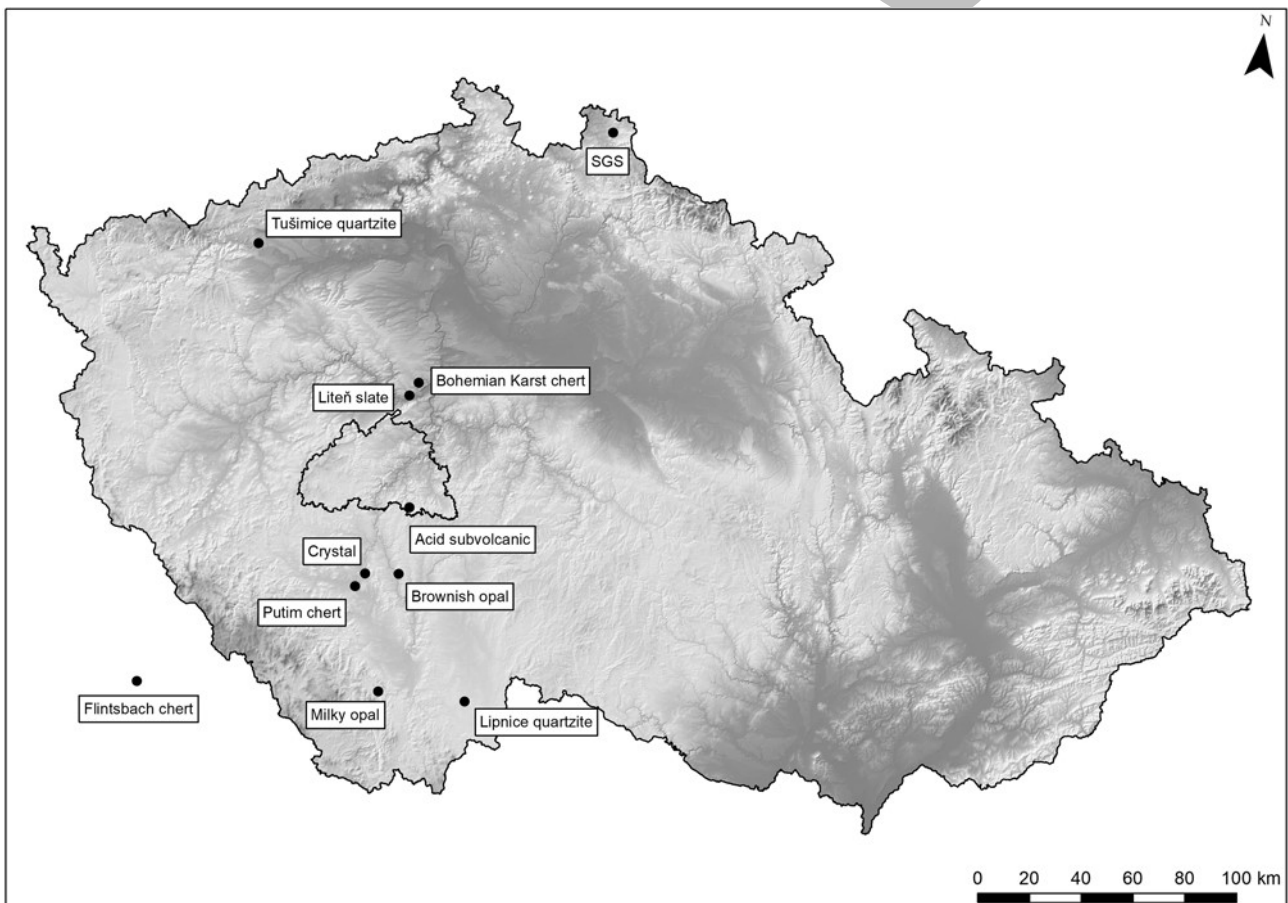 N
SGS
Tušimice quartzite
Bohemian Karst chert
Liteň slate
Acid subvolcanic
Crystal
Brownish opal
Putim chert
Flintsbach chert
Milky opal
Lipnice quartzite
0 20 40 60 80 100 km